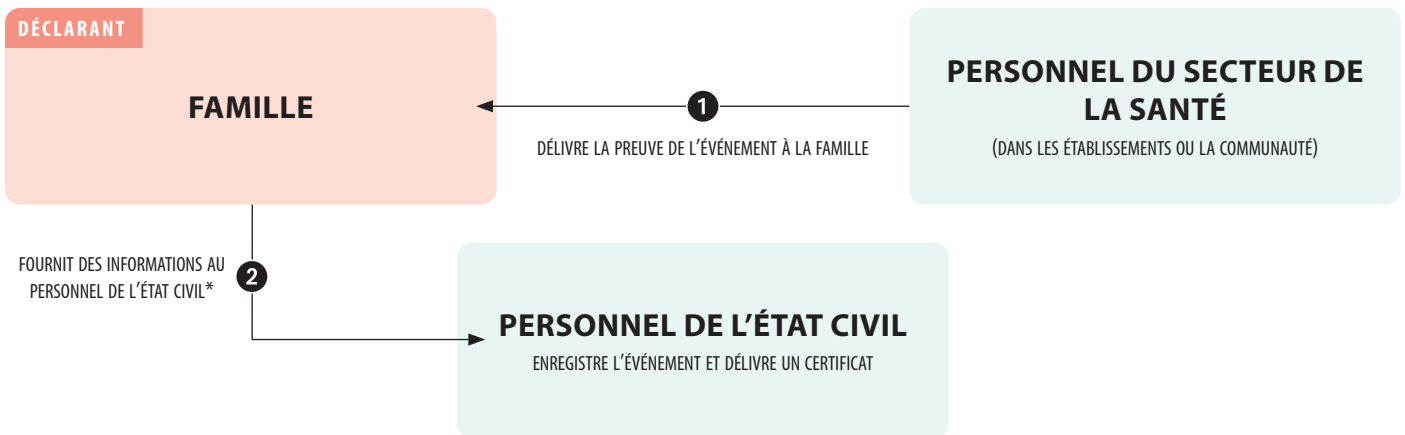 DÉCLARANT
FAMILLE
1
DÉLIVRE LA PREUVE DE L'ÉVÉNEMENT À LA FAMILLE
PERSONNEL DU SECTEUR DE
LA SANTÉ
(DANS LES ÉTABLISSEMENTS OU LA COMMUNAUTÉ)
FOURNIT DES INFORMATIONS AU
PERSONNEL DE L'ÉTAT CIVIL*
2
PERSONNEL DE L'ÉTAT CIVIL
ENREGISTRE L'ÉVÉNEMENT ET DÉLIVRE UN CERTIFICAT